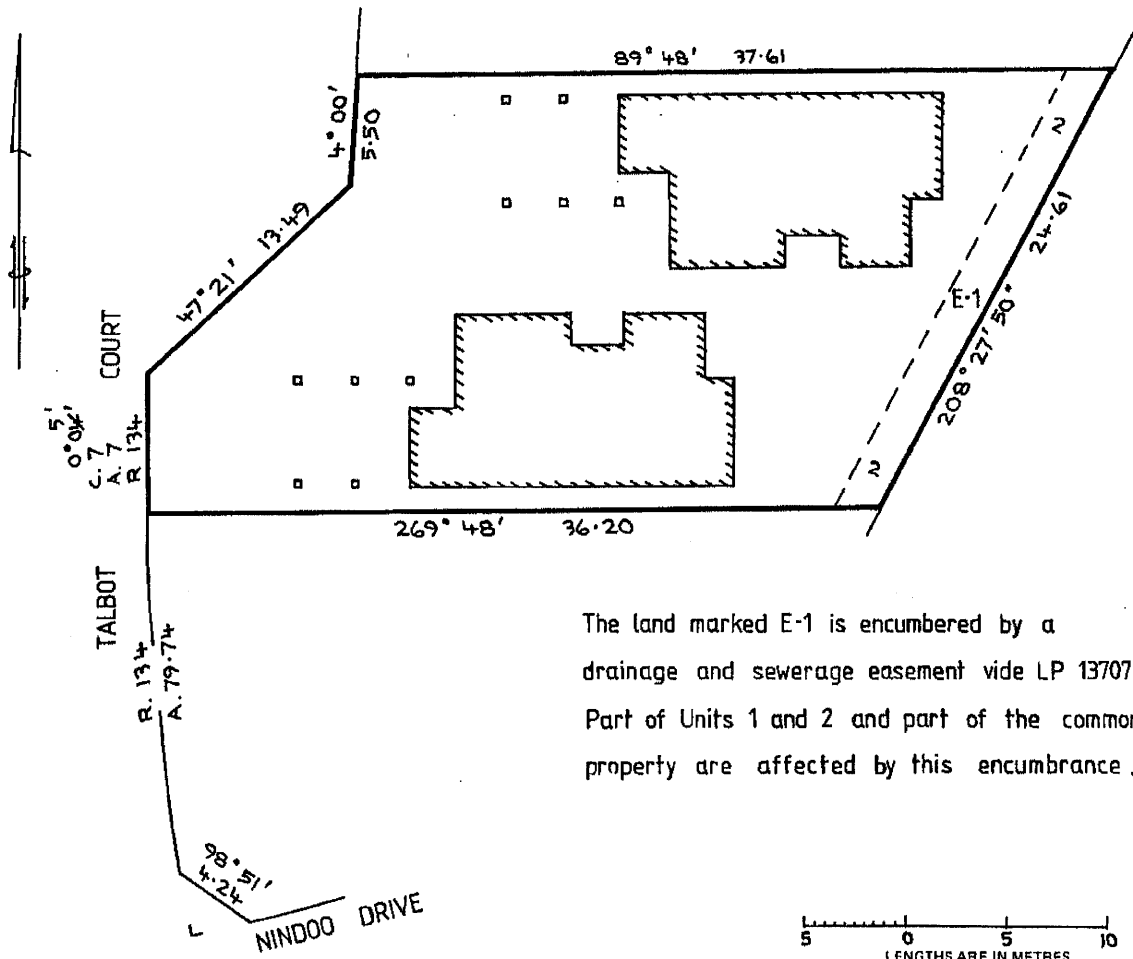 89° 48' 37·61
4° 00'
5·50
47° 21' 13·49
2
24·61
E-1
208° 27' 50"
2
COURT
5'
C. 7
A. 7
R 134
269° 48' 36·20
TALBOT
R. 134
A. 79·74
The land marked E-1 is encumbered by a
drainage and sewerage easement vide LP 13707
Part of Units 1 and 2 and part of the common
property are affected by this encumbrance.
98° 51'
4·24
NINDOO DRIVE
5 0 5 10
LENGTHS ARE IN METRES